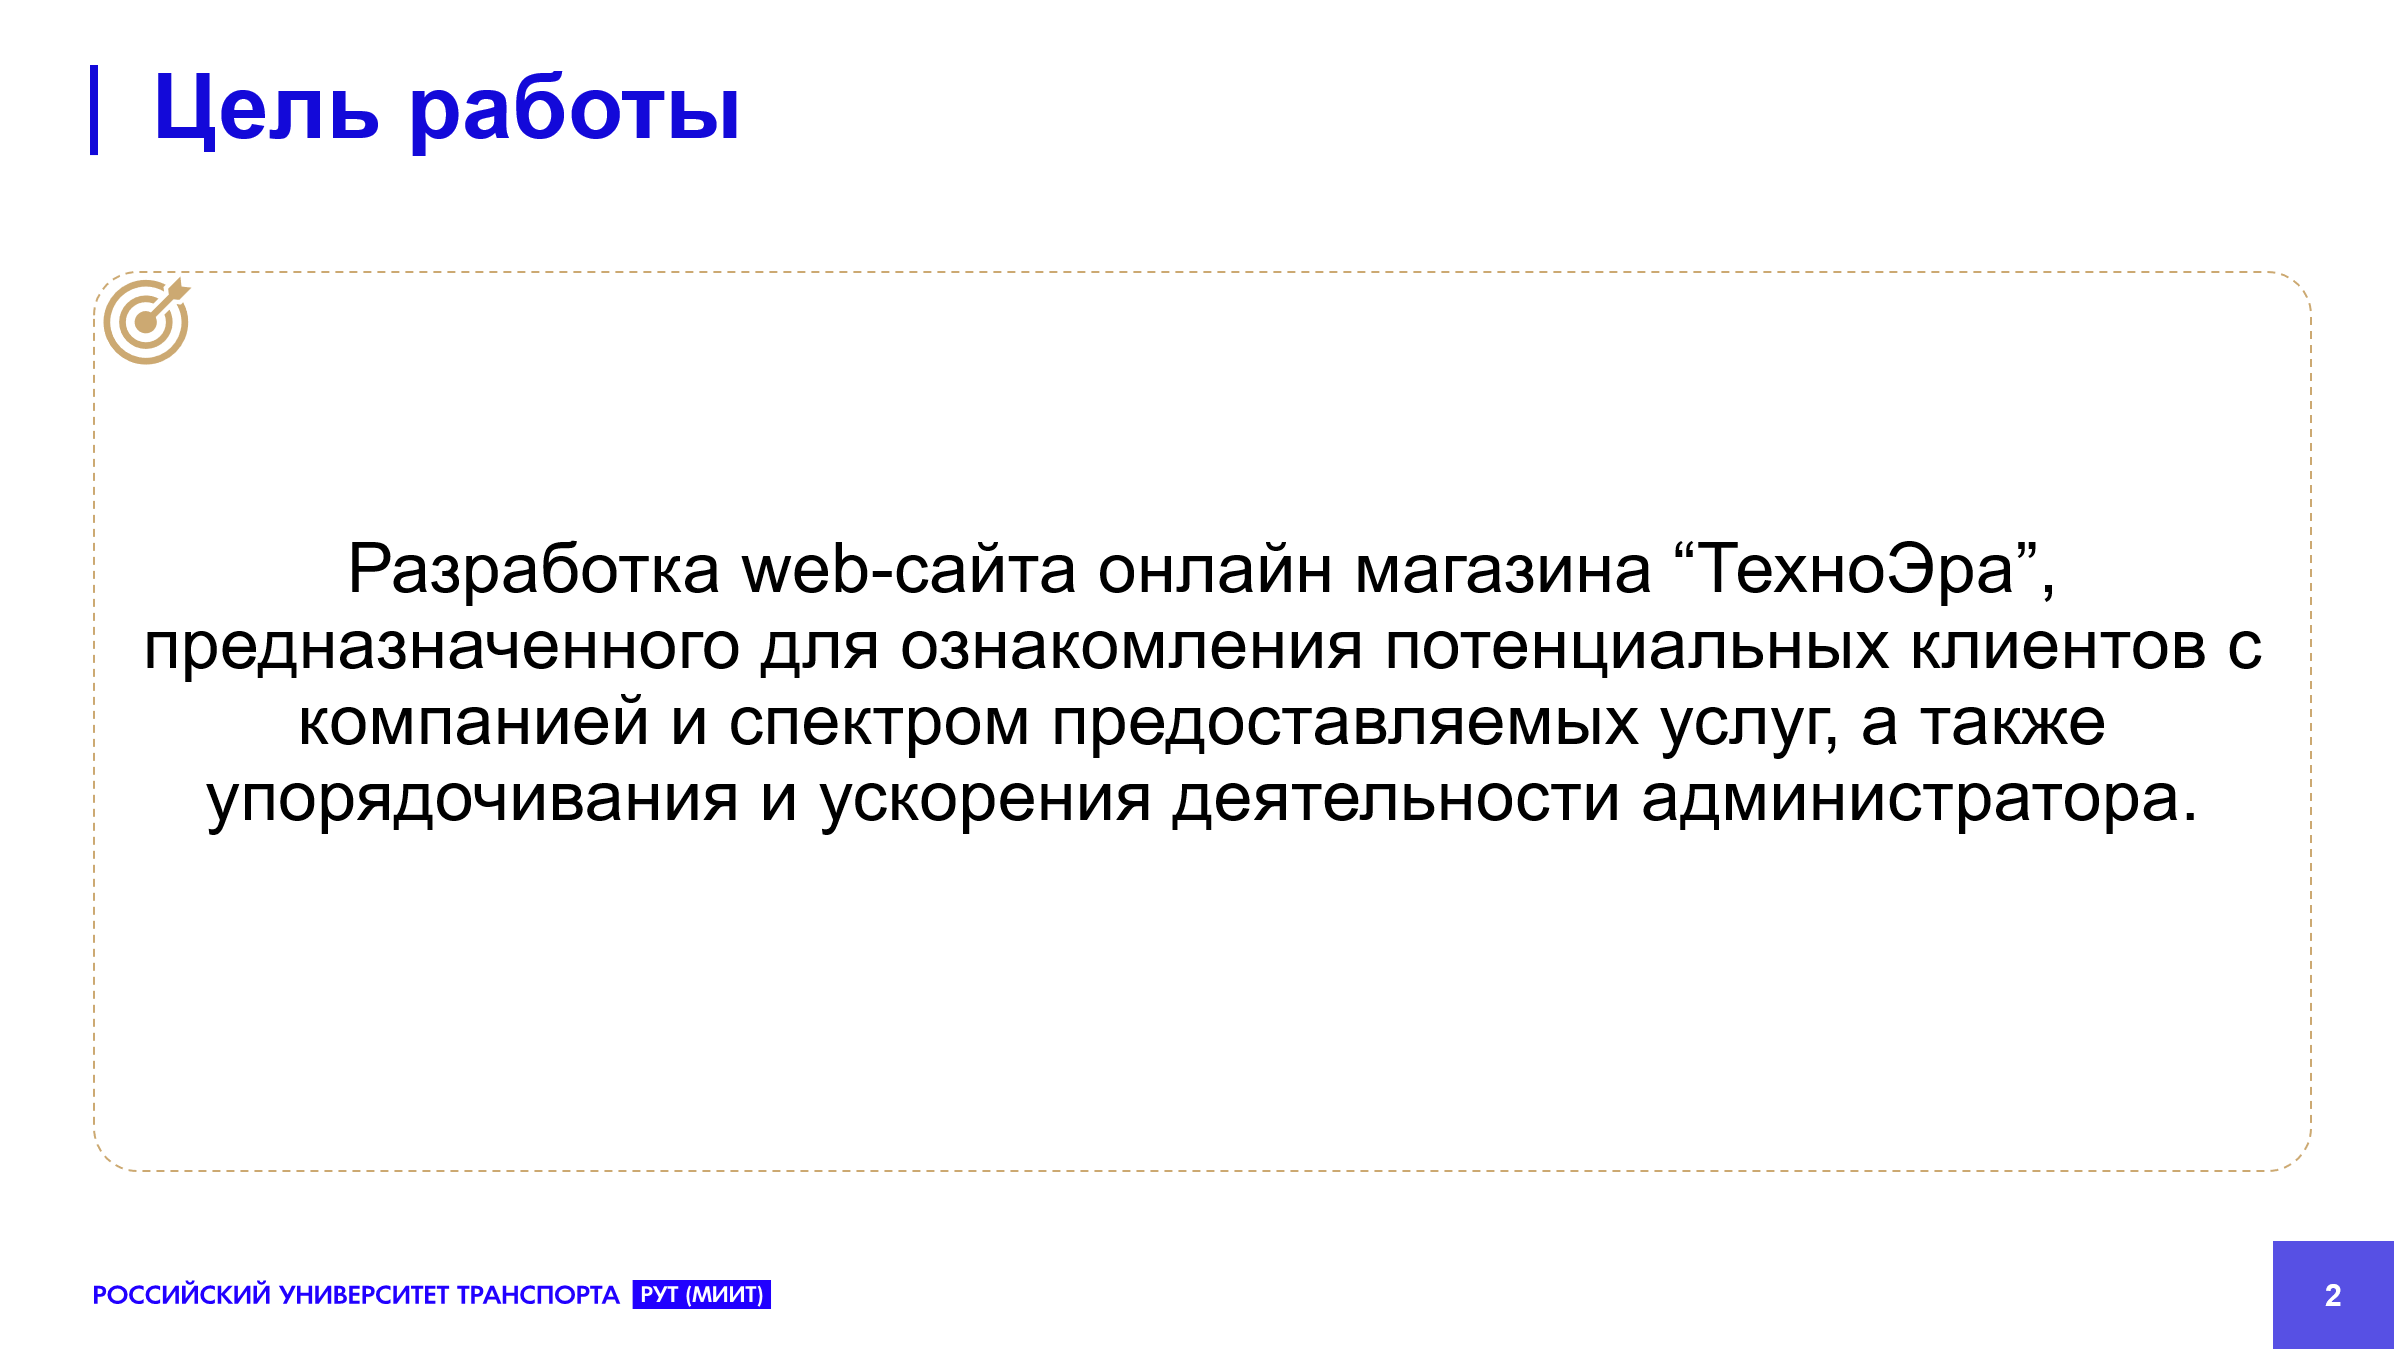 Цель работы
Разработка web-сайта онлайн магазина “ТехноЭра”,
предназначенного для ознакомления потенциальных клиентов с
компанией и спектром предоставляемых услуг, а также
упорядочивания и ускорения деятельности администратора.
РОССИЙСКИЙ УНИВЕРСИТЕТ ТРАНСПОРТА РУТ (МИИТ)
2